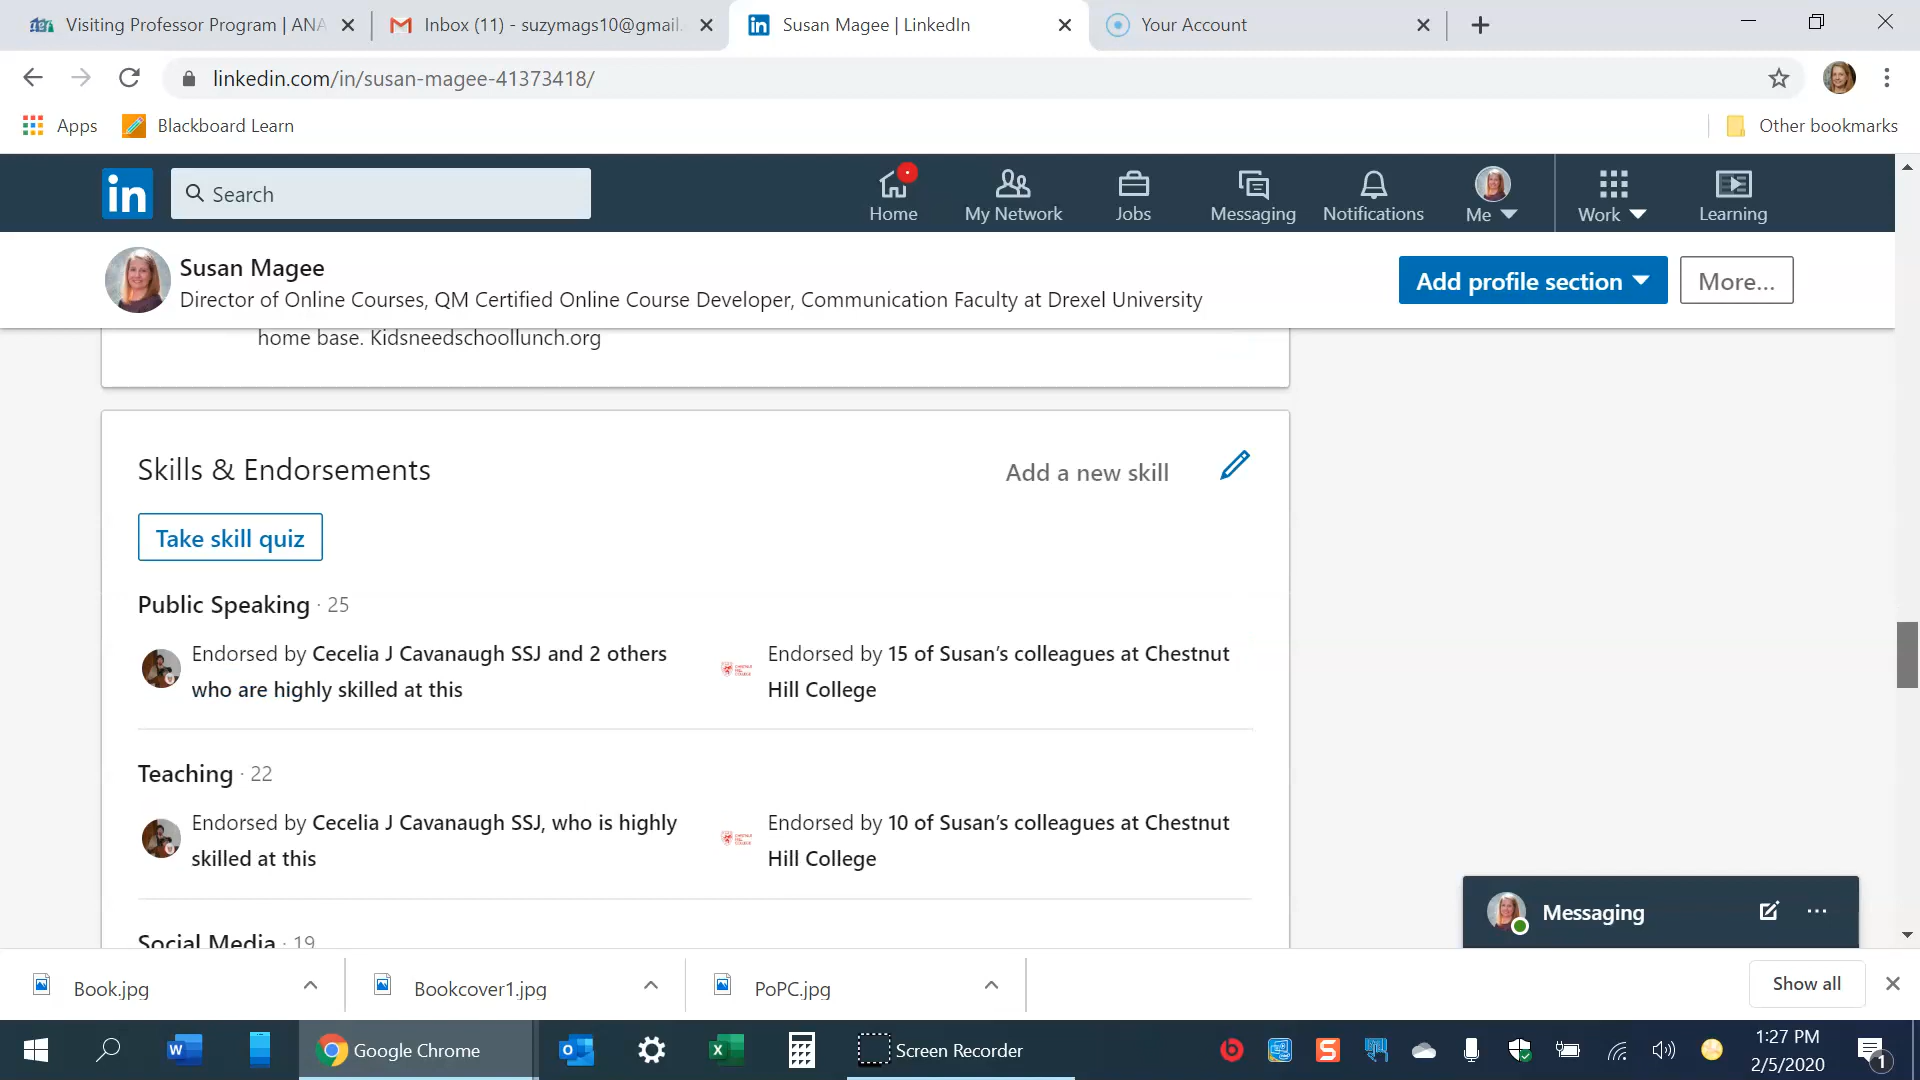 Visiting Professor Program | ANA
Inbox (11) - suzymags10@gmail.
Susan Magee | LinkedIn
Your Account
linkedin.com/in/susan-magee-41373418/
Apps
Blackboard Learn
Other bookmarks
in
Search
Home
My Network
Jobs
Messaging
Notifications
Me
Work
Learning
Susan Magee
Director of Online Courses, QM Certified Online Course Developer, Communication Faculty at Drexel University
Add profile section
More...
home base. Kidsneedschoollunch.org
Skills & Endorsements
Add a new skill
Take skill quiz
Public Speaking · 25
Endorsed by Cecelia J Cavanaugh SSJ and 2 others
who are highly skilled at this
Endorsed by 15 of Susan’s colleagues at Chestnut
Hill College
Teaching · 22
Endorsed by Cecelia J Cavanaugh SSJ, who is highly
skilled at this
Endorsed by 10 of Susan’s colleagues at Chestnut
Hill College
Social Media · 19
Messaging
Book.jpg
Bookcover1.jpg
PoPC.jpg
Show all
Google Chrome
Screen Recorder
1:27 PM
2/5/2020
1